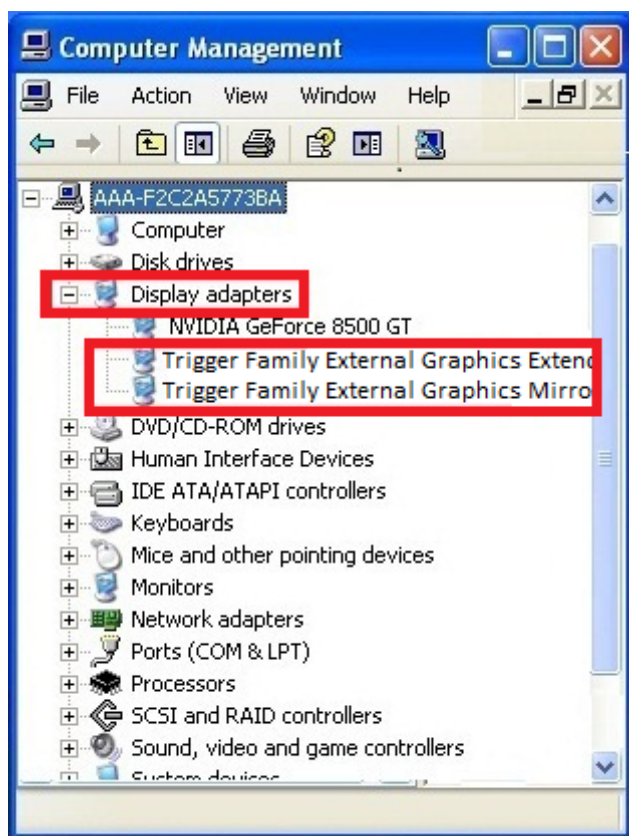 Computer Management
File Action View Window Help
AAA-F2C2A5773BA
Computer
Disk drives
Display adapters
NVIDIA GeForce 8500 GT
Trigger Family External Graphics Extend
Trigger Family External Graphics Mirro
DVD/CD-ROM drives
Human Interface Devices
IDE ATA/ATAPI controllers
Keyboards
Mice and other pointing devices
Monitors
Network adapters
Ports (COM & LPT)
Processors
SCSI and RAID controllers
Sound, video and game controllers
System devices